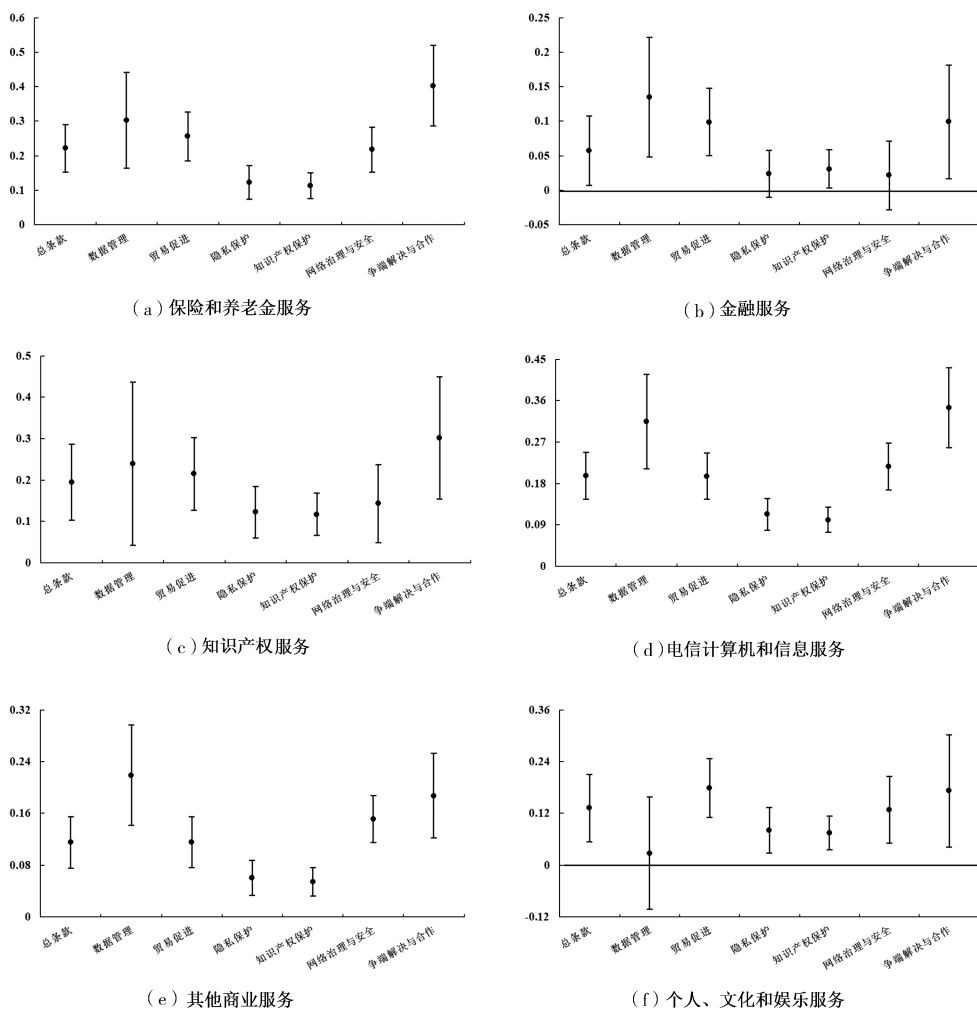 0.6
0.5
0.4
0.3
0.2
0.1
0
总条款
数据管理
贸易促进
隐私保护
知识产权保护
网络治理与安全
争端解决与合作
（a）保险和养老金服务
0.25
0.2
0.15
0.1
0.05
0
-0.05
总条款
数据管理
贸易促进
隐私保护
知识产权保护
网络治理与安全
争端解决与合作
（b）金融服务
0.5
0.4
0.3
0.2
0.1
0
总条款
数据管理
贸易促进
隐私保护
知识产权保护
网络治理与安全
争端解决与合作
（c）知识产权服务
0.45
0.36
0.27
0.18
0.09
0
总条款
数据管理
贸易促进
隐私保护
知识产权保护
网络治理与安全
争端解决与合作
（d）电信计算机和信息服务
0.32
0.24
0.16
0.08
0
总条款
数据管理
贸易促进
隐私保护
知识产权保护
网络治理与安全
争端解决与合作
（e）其他商业服务
0.36
0.24
0.12
0
-0.12
总条款
数据管理
贸易促进
隐私保护
知识产权保护
网络治理与安全
争端解决与合作
（f）个人、文化和娱乐服务